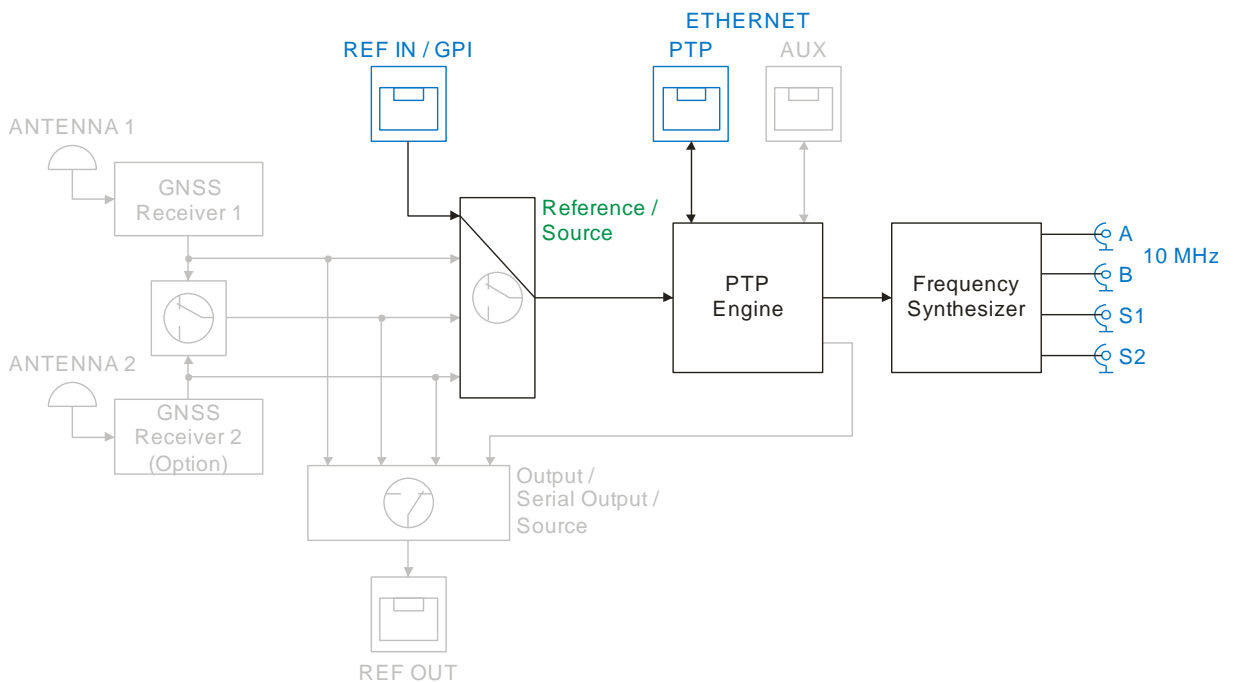 ETHERNET
REF IN / GPI
PTP
AUX
ANTENNA 1
GNSS
Receiver 1
Reference /
Source
PTP
Engine
Frequency
Synthesizer
A
B
S1
S2
10 MHz
ANTENNA 2
GNSS
Receiver 2
(Option)
Output /
Serial Output /
Source
REF OUT